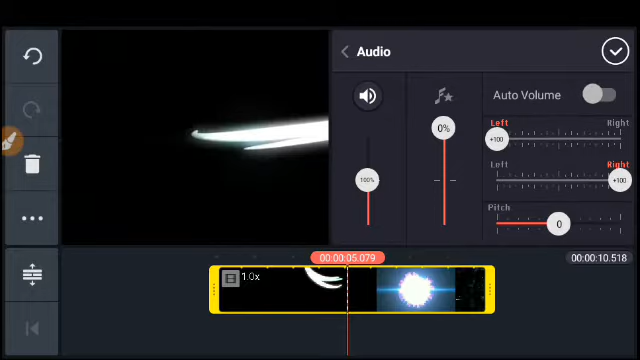 Audio
Auto Volume
0%
Left
Right
+100
Left
Right
100%
+100
Pitch
0
00:00:05.079
00:00:10.518
1.0x